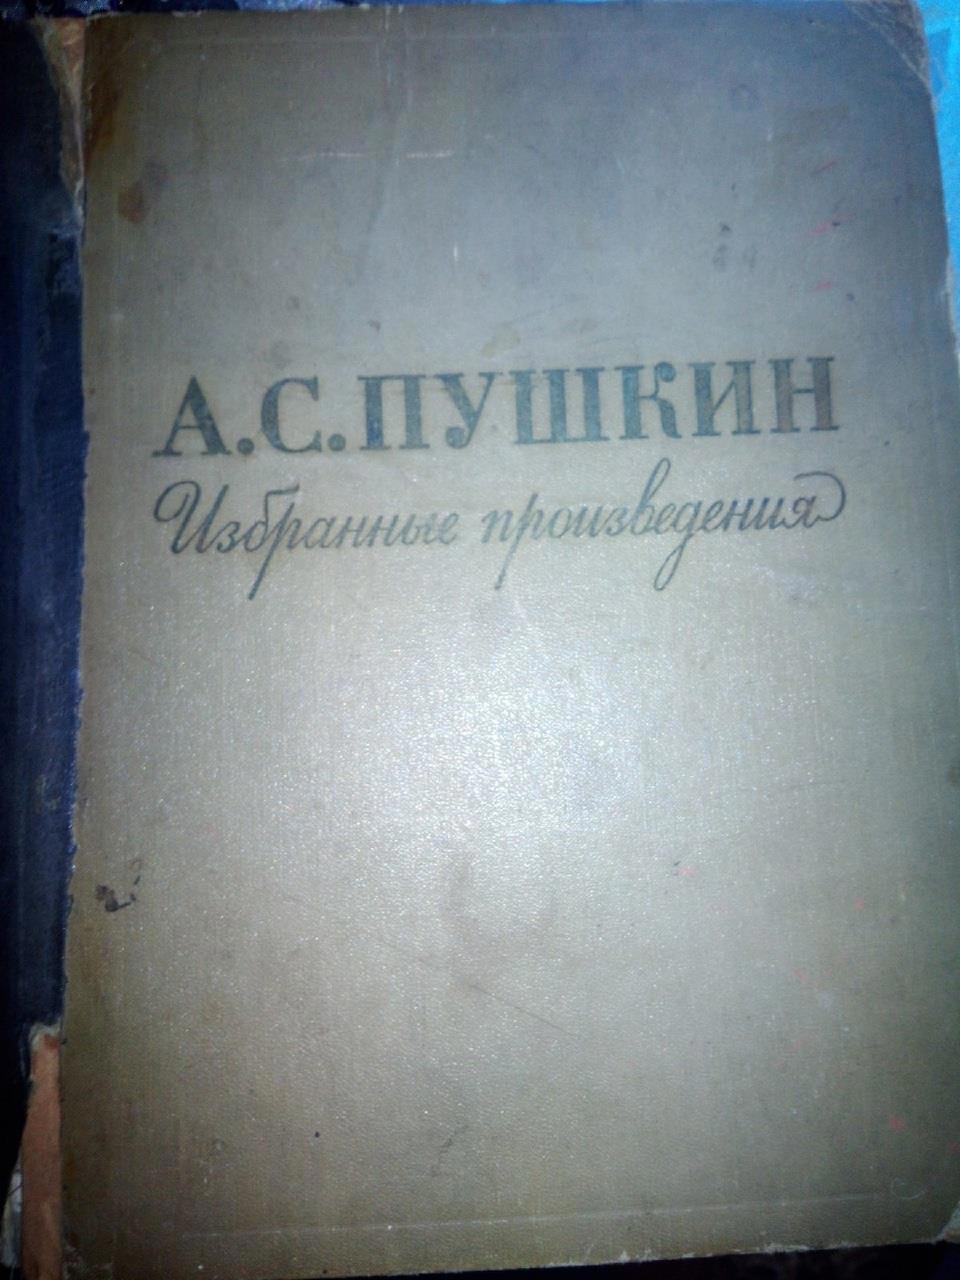 А.С.ПУШКИН
Избранные произведения